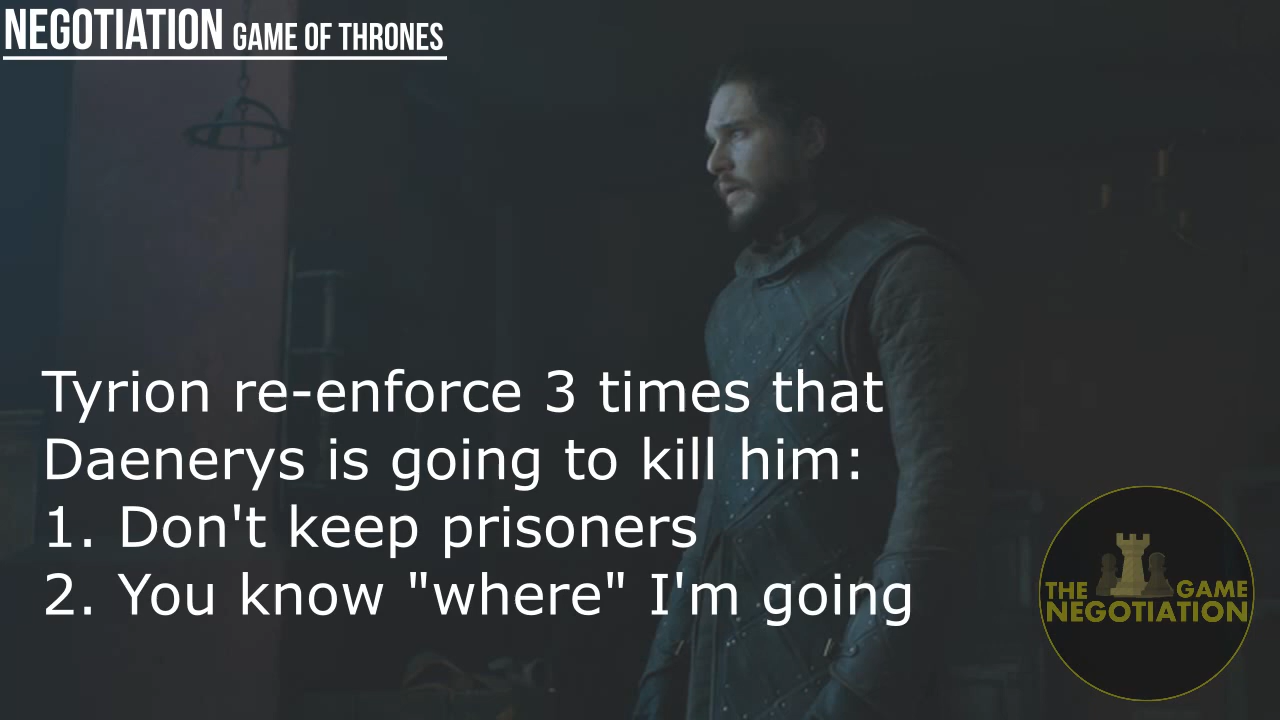 NEGOTIATION GAME OF THRONES
Tyrion re-enforce 3 times that
Daenerys is going to kill him:
1. Don't keep prisoners
2. You know "where" I'm going
THE GAME
NEGOTIATION